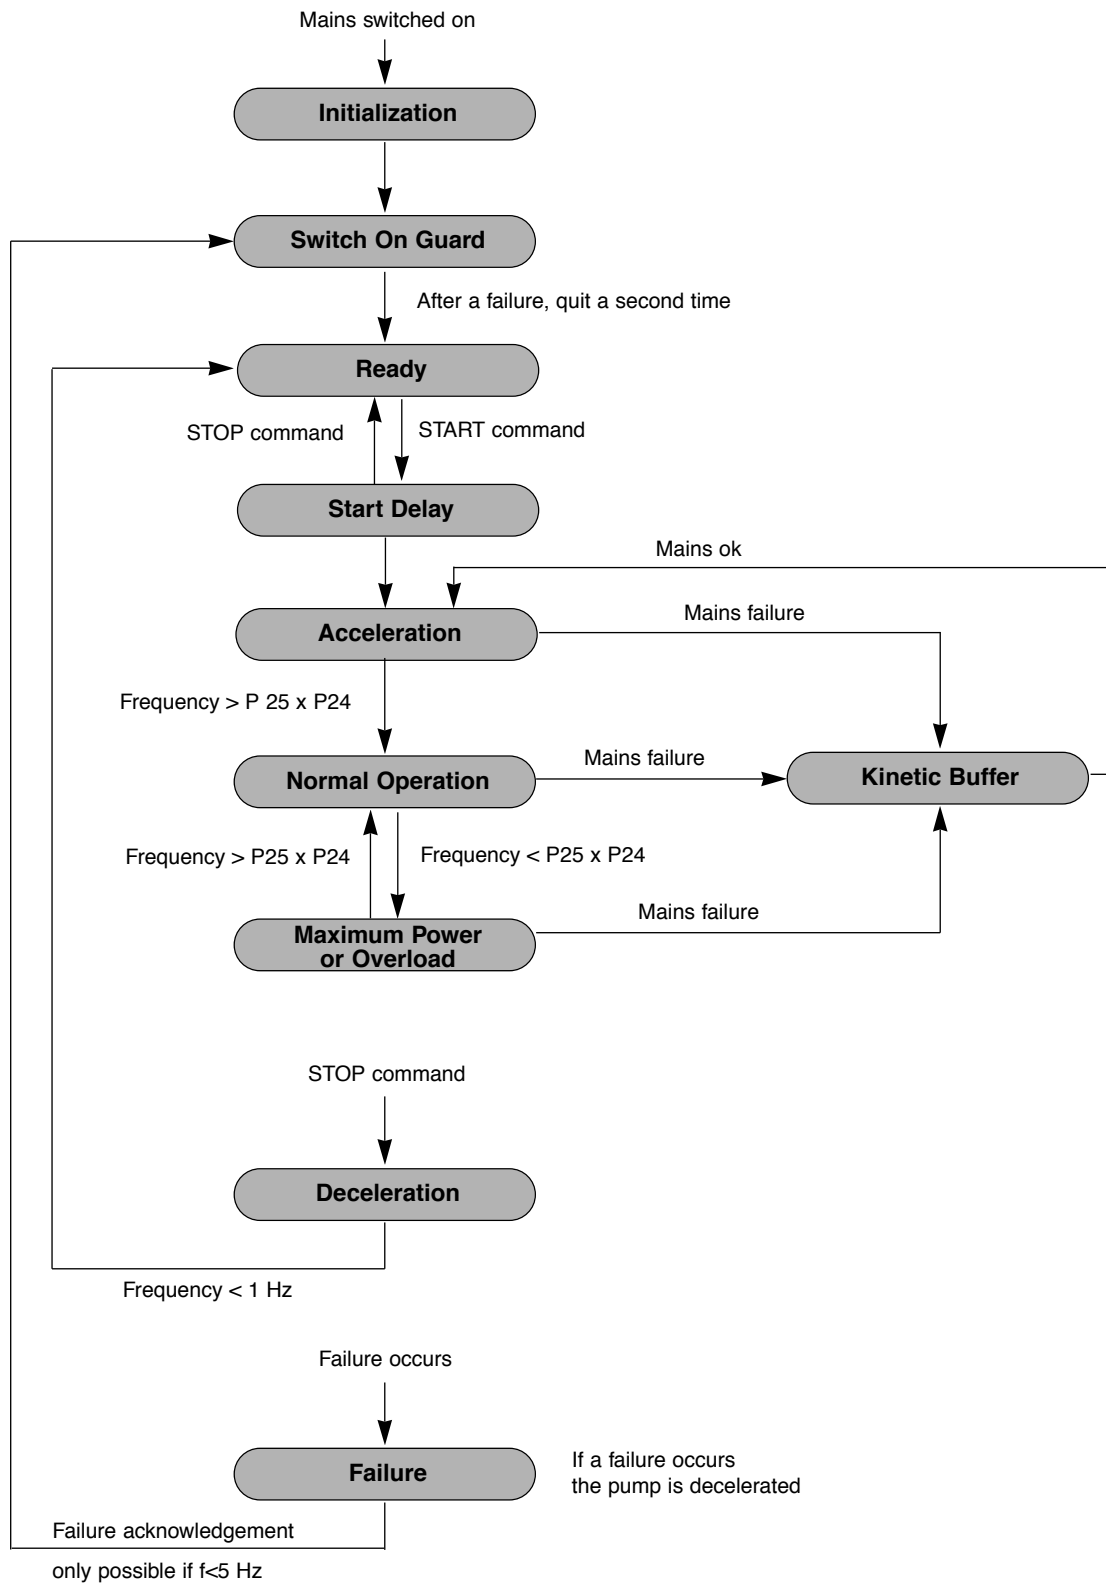 Mains switched on
Initialization
Switch On Guard
After a failure, quit a second time
Ready
STOP command
START command
Start Delay
Mains ok
Acceleration
Mains failure
Frequency > P 25 x P24
Normal Operation
Mains failure
Kinetic Buffer
Frequency > P25 x P24
Frequency < P25 x P24
Maximum Power
or Overload
Mains failure
STOP command
Deceleration
Frequency < 1 Hz
Failure occurs
Failure
If a failure occurs
the pump is decelerated
Failure acknowledgement
only possible if f<5 Hz